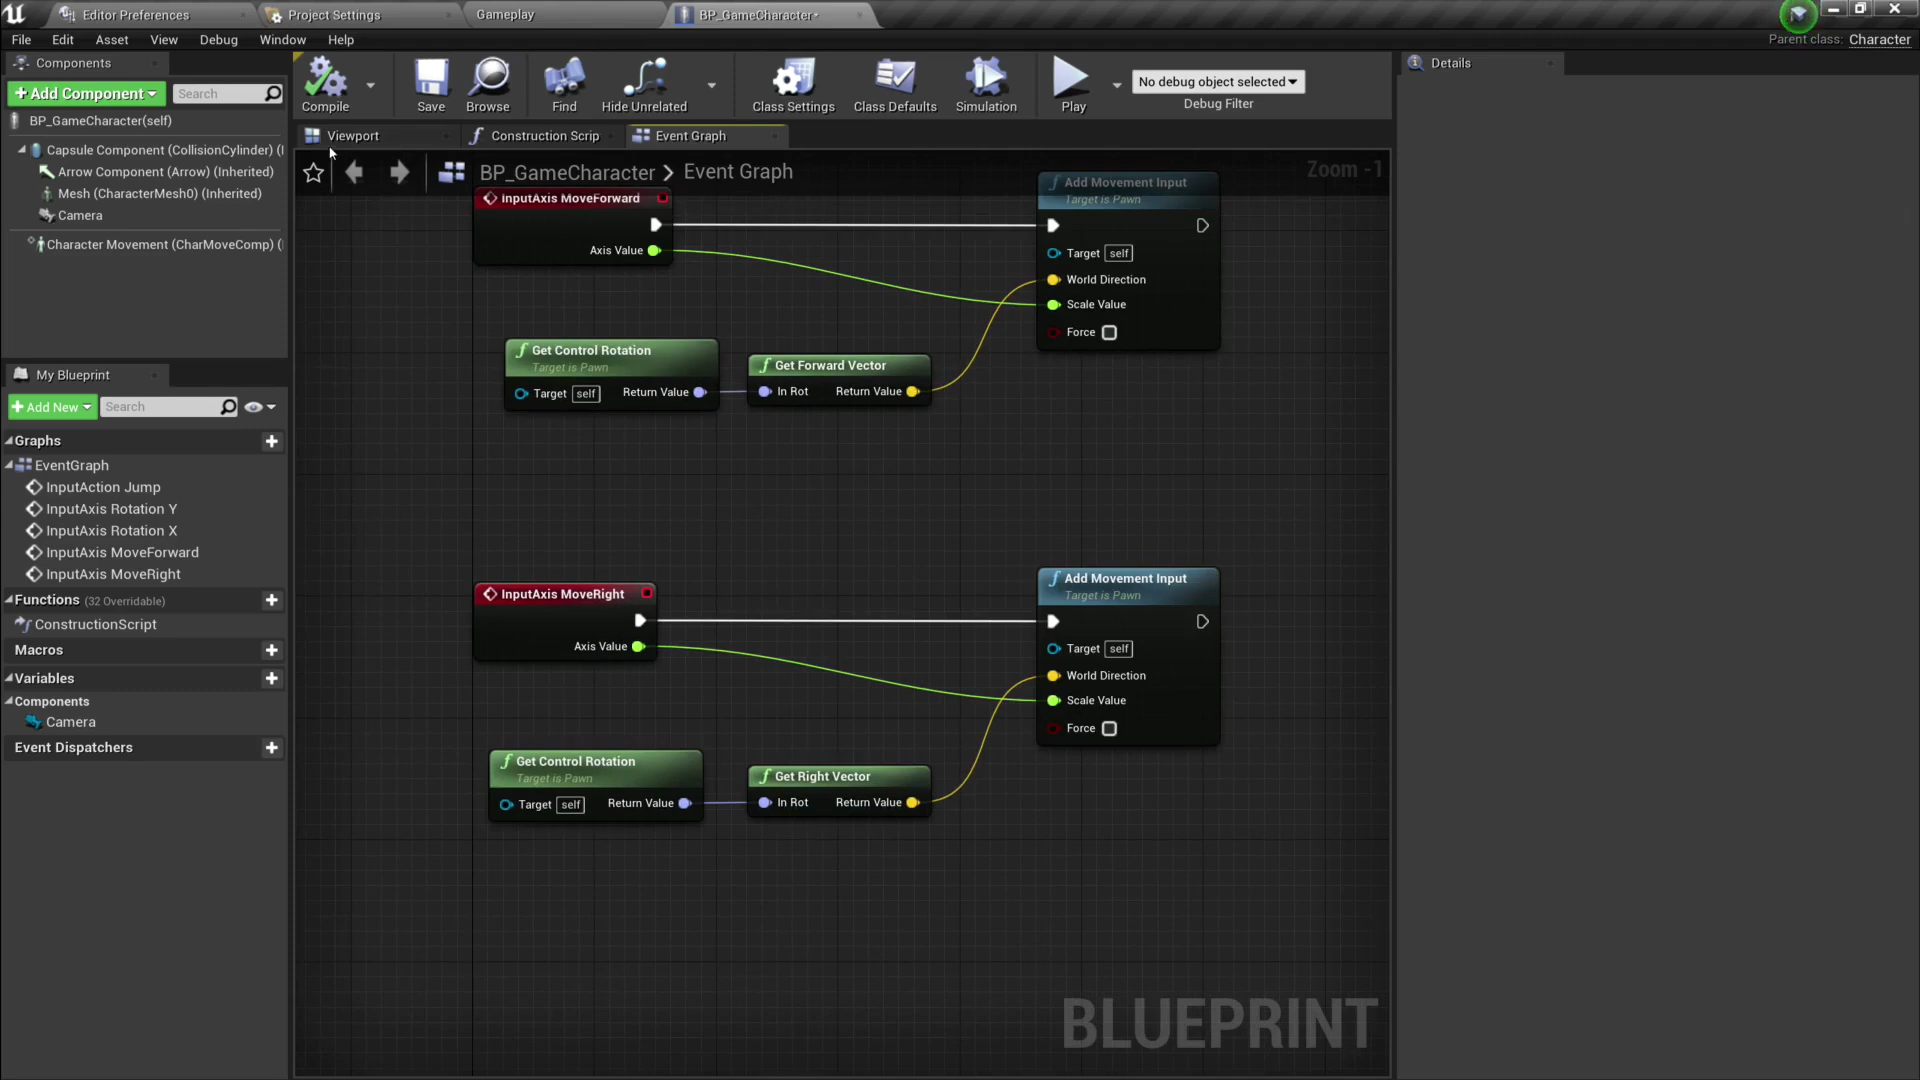 Editor Preferences
Project Settings
Gameplay
BP_GameCharacter*
File
Edit
Asset
View
Debug
Window
Help
Parent class: Character
Components
+ Add Component
Search
BP_GameCharacter(self)
Capsule Component (CollisionCylinder) (I
Arrow Component (Arrow) (Inherited)
Mesh (CharacterMesh0) (Inherited)
Camera
Character Movement (CharMoveComp) (I
My Blueprint
+ Add New
Search
Graphs
EventGraph
InputAction Jump
InputAxis Rotation Y
InputAxis Rotation X
InputAxis MoveForward
InputAxis MoveRight
Functions (32 Overridable)
ConstructionScript
Macros
Variables
Components
Camera
Event Dispatchers
Compile
Save
Browse
Find
Hide Unrelated
Class Settings
Class Defaults
Simulation
Play
No debug object selected
Debug Filter
Viewport
Construction Scrip
Event Graph
BP_GameCharacter > Event Graph
Zoom -1
InputAxis MoveForward
Axis Value
Add Movement Input
Target is Pawn
Target self
World Direction
Scale Value
Force
Get Control Rotation
Target is Pawn
Target self
Return Value
Get Forward Vector
In Rot
Return Value
InputAxis MoveRight
Axis Value
Add Movement Input
Target is Pawn
Target self
World Direction
Scale Value
Force
Get Control Rotation
Target is Pawn
Target self
Return Value
Get Right Vector
In Rot
Return Value
BLUEPRINT
Details